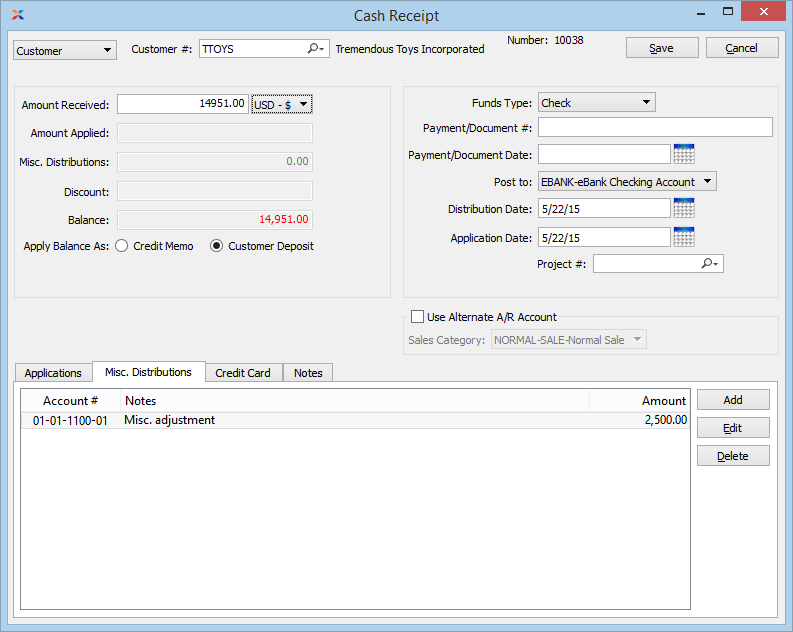 Cash Receipt
Customer
Customer #: TTOYS Tremendous Toys Incorporated
Number: 10038
Save
Cancel
Amount Received: 14951.00 USD - $
Amount Applied:
Misc. Distributions: 0.00
Discount:
Balance: 14,951.00
Apply Balance As: Credit Memo Customer Deposit
Funds Type: Check
Payment/Document #:
Payment/Document Date:
Post to: EBANK-eBank Checking Account
Distribution Date: 5/22/15
Application Date: 5/22/15
Project #:
Use Alternate A/R Account
Sales Category: NORMAL-SALE-Normal Sale
Applications Misc. Distributions Credit Card Notes
Account # Notes Amount
01-01-1100-01 Misc. adjustment 2,500.00
Add
Edit
Delete